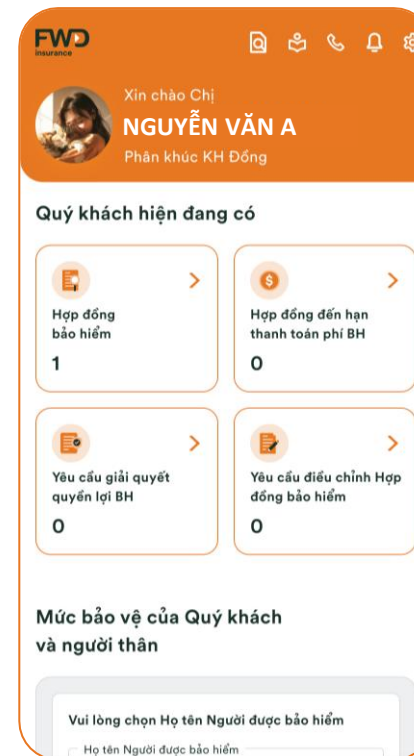 FWD
insurance
Xin chào Chị
NGUYỄN VĂN A
Phân khúc KH Đồng
Quý khách hiện đang có
Hợp đồng
bảo hiểm
1
Hợp đồng đến hạn
thanh toán phí BH
0
Yêu cầu giải quyết
quyền lợi BH
0
Yêu cầu điều chỉnh Hợp
đồng bảo hiểm
0
Mức bảo vệ của Quý khách
và người thân
Vui lòng chọn Họ tên Người được bảo hiểm
Họ tên Người được bảo hiểm